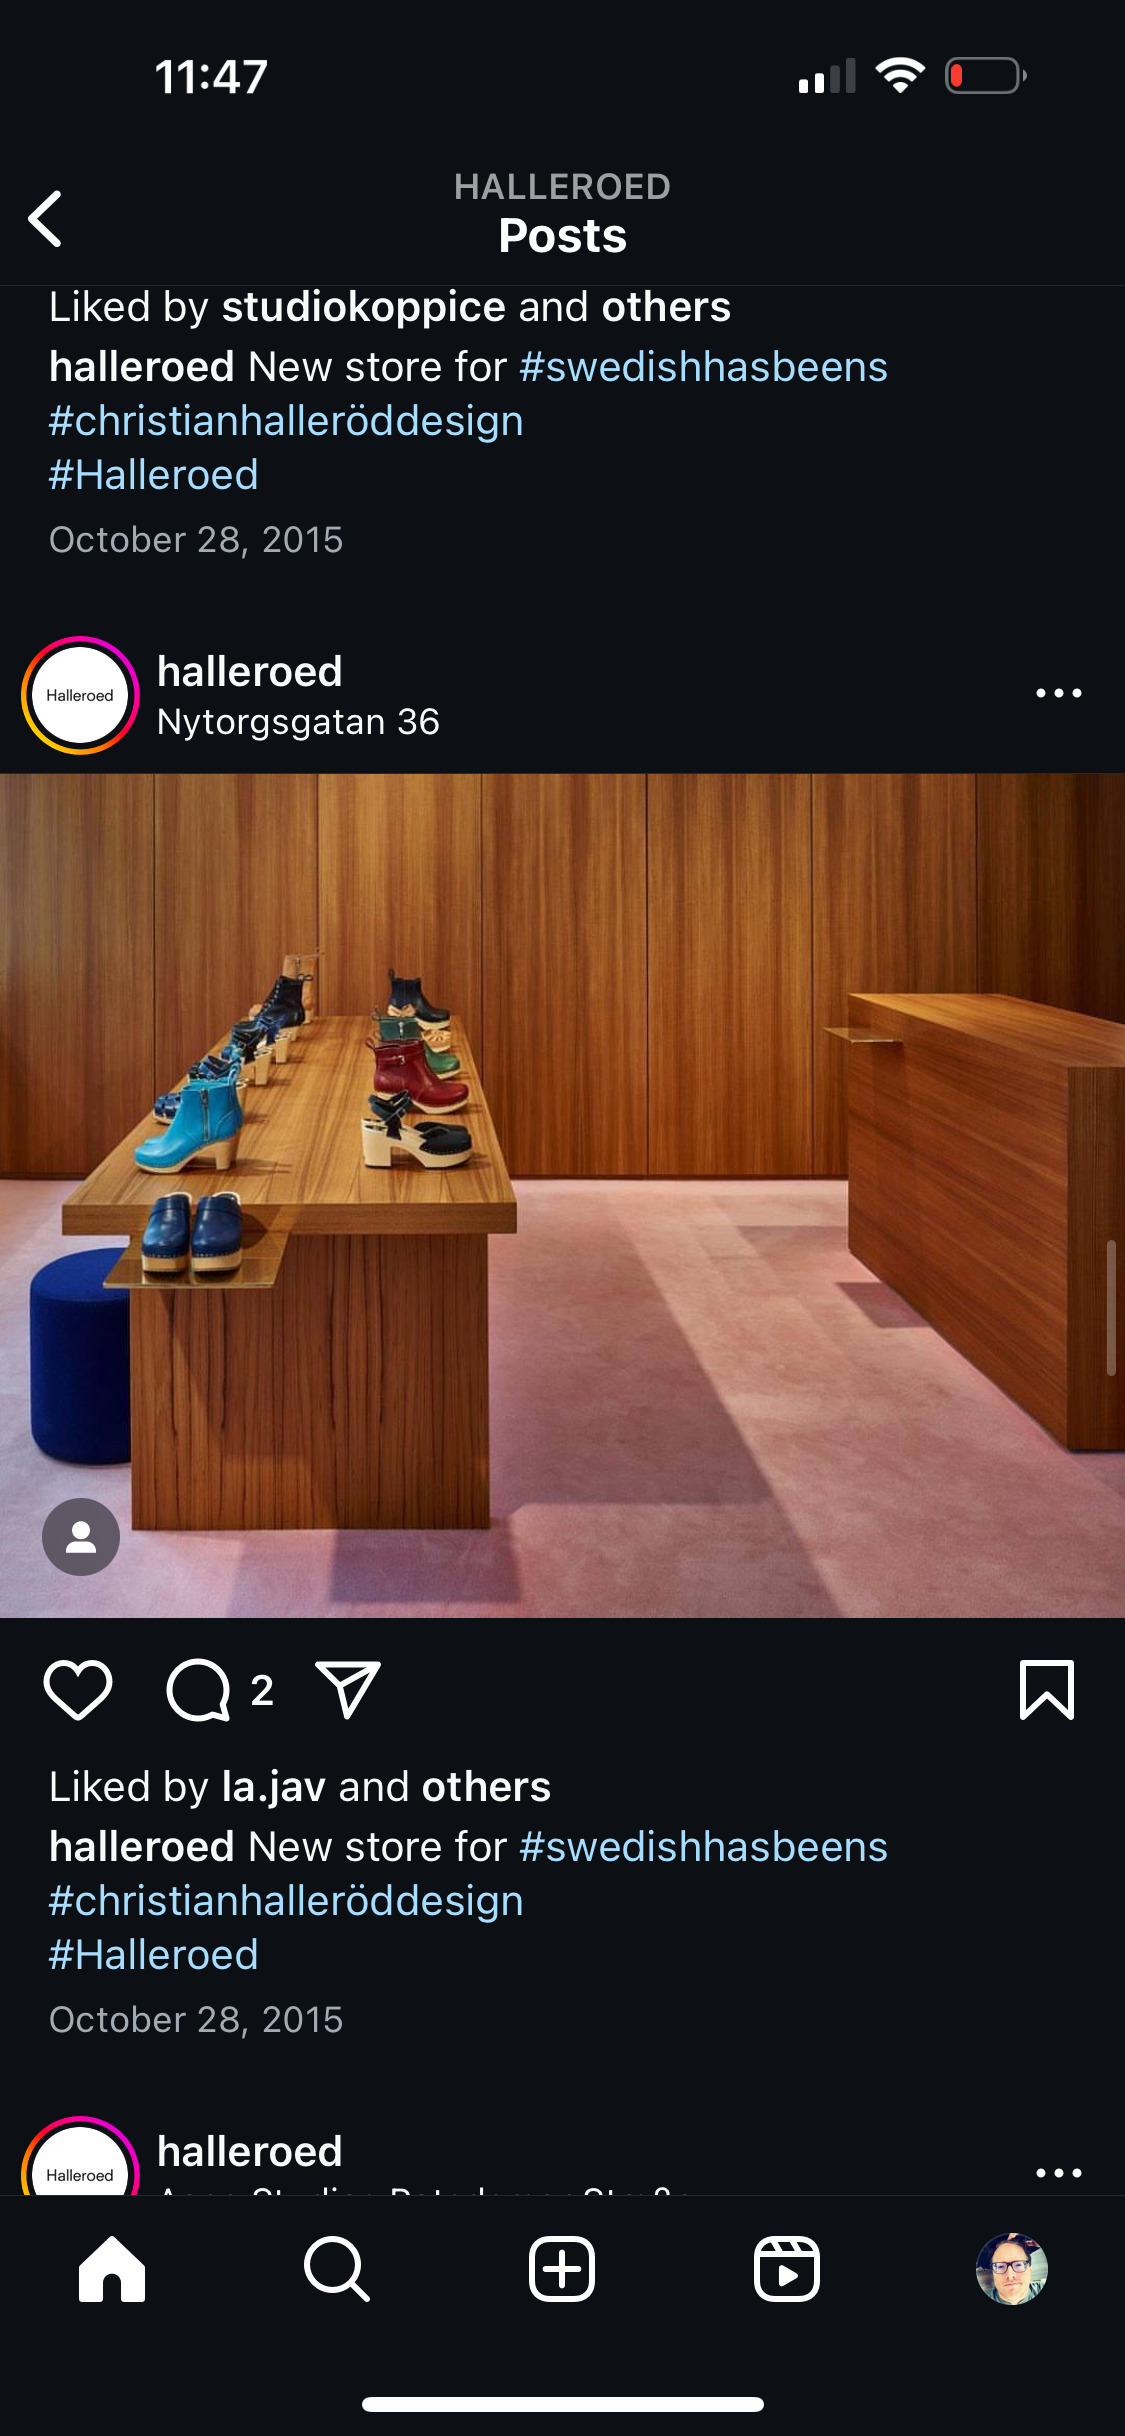 11:47
HALLEROED
Posts
Liked by studiokoppice and others
halleroed New store for #swedishhasbeens
#christianhalleröddesign
#Halleroed
October 28, 2015
Halleroed
halleroed
Nytorgsgatan 36
2
Liked by la.jav and others
halleroed New store for #swedishhasbeens
#christianhalleröddesign
#Halleroed
October 28, 2015
Halleroed
halleroed